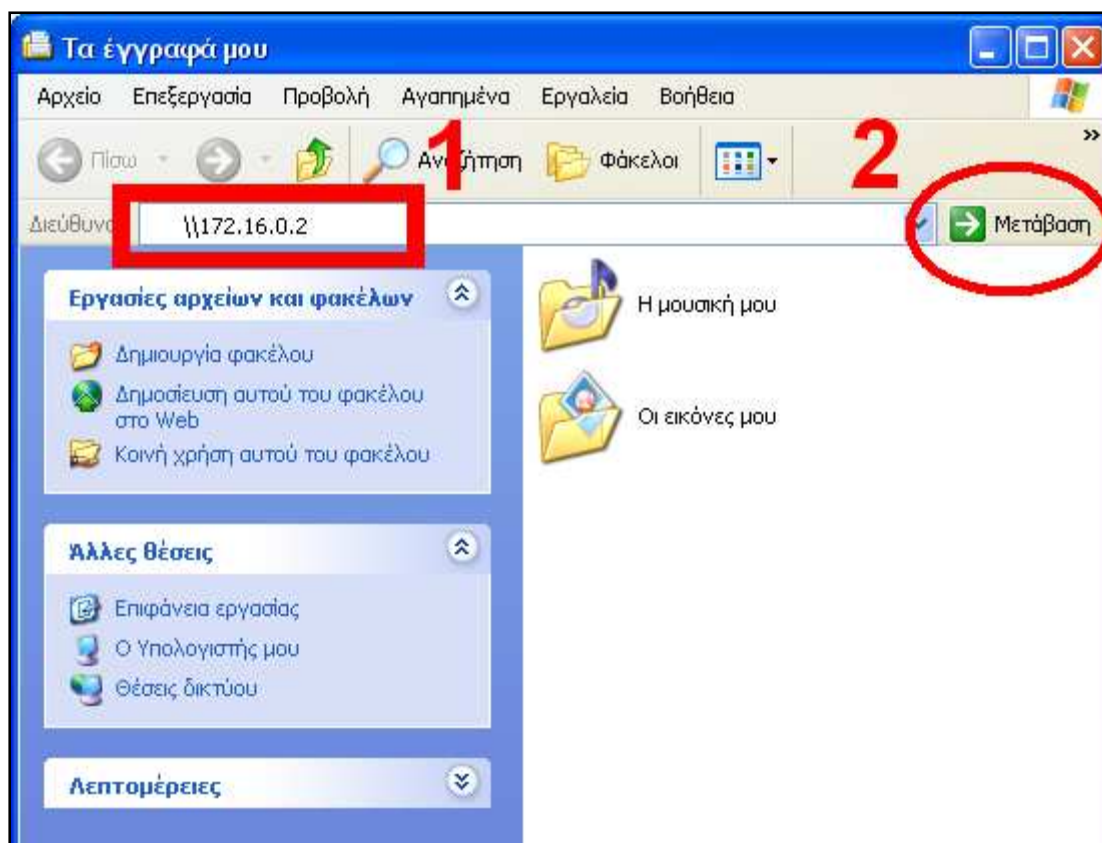 Τα έγγραφά μου
Αρχείο Επεξεργασία Προβολή Αγαπημένα Εργαλεία Βοήθεια
1 2
Πίσω Φάκελοι »
\\172.16.0.2 Μετάβαση
Εργασίες αρχείων και φακέλων
Δημιουργία φακέλου
Δημοσίευση αυτού του φακέλου
στο Web
Κοινή χρήση αυτού του φακέλου
Άλλες θέσεις
Επιφάνεια εργασίας
Ο Υπολογιστής μου
Θέσεις δικτύου
Λεπτομέρειες
Η μουσική μου
Οι εικόνες μου